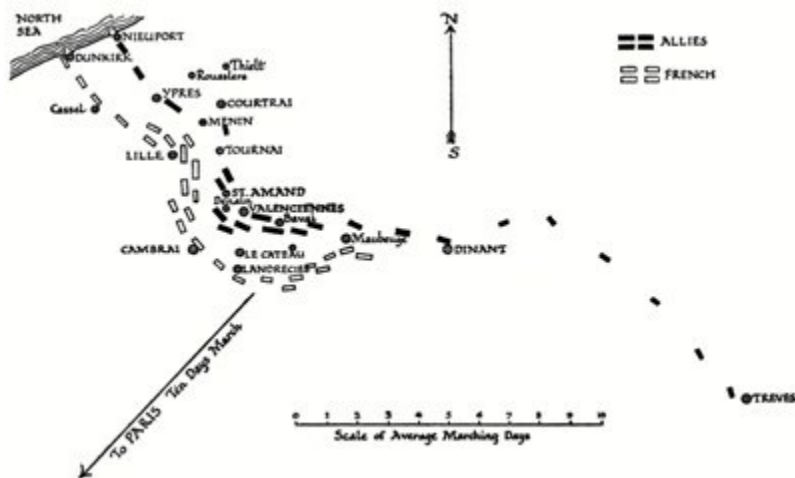 NORTH
SEA
NIEUPORT
DUNKIRK
Thielt
Rousslers
Cassel
YPRES
COURTRAI
MENIN
LILLE
TOURNAI
ST. AMAND
Denain
VALENCIENNES
Bavai
CAMBRAI
LE CATEAU
LANDRECIES
Maubeuge
DINANT
TREVES
N
S
ALLIES
FRENCH
To PARIS Ten Days March
0 1 2 3 4 5 6 7 8 9 10
Scale of Average Marching Days